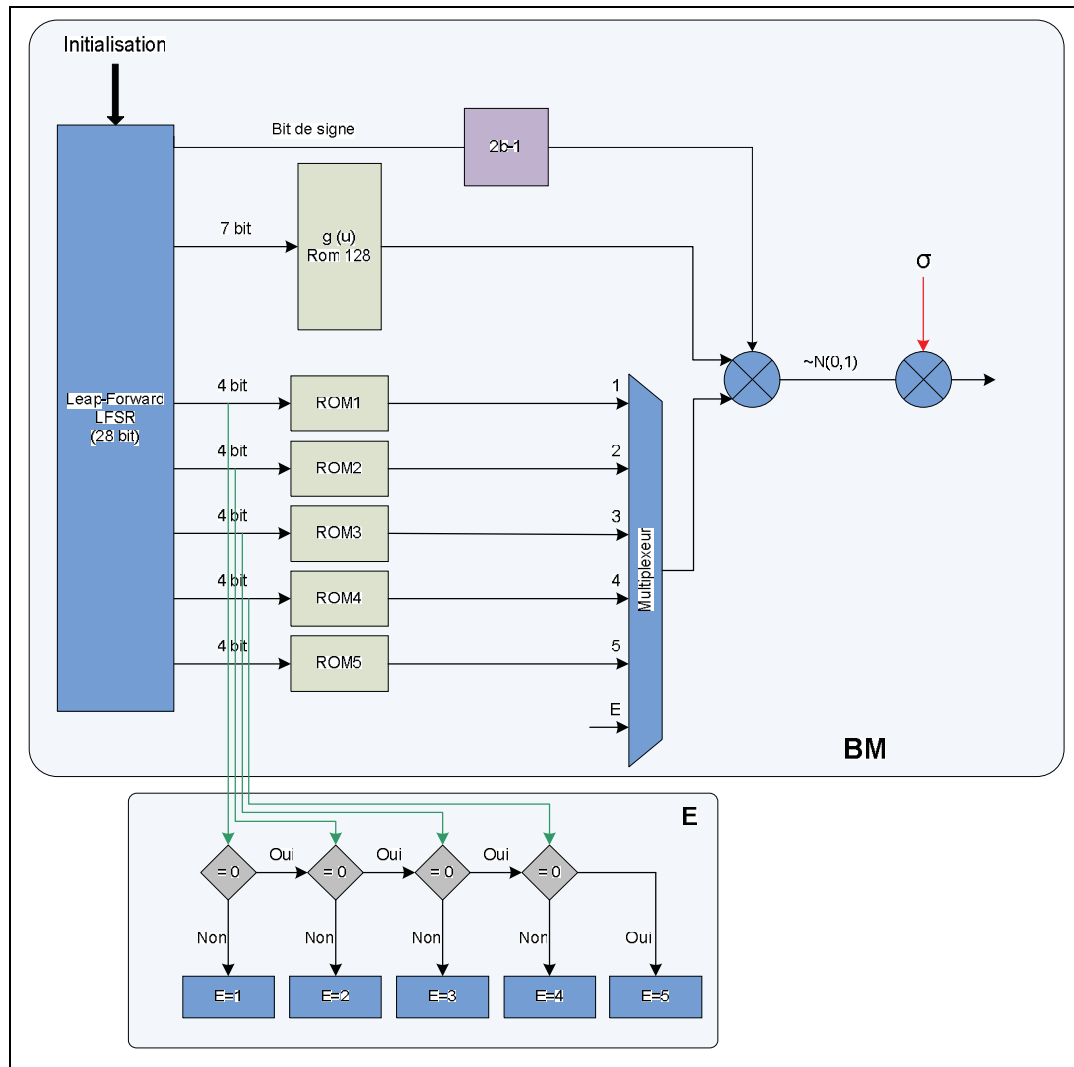 Initialisation
Bit de signe
2b-1
7 bit
g (u)
Rom 128
σ
~N(0,1)
Leap-Forward
LFSR
(28 bit)
4 bit
ROM1
1
4 bit
ROM2
2
4 bit
ROM3
3
4 bit
ROM4
4
4 bit
ROM5
5
E
Multiplexeur
BM
E
= 0
Oui
= 0
Oui
= 0
Oui
= 0
Non
Non
Non
Non
Oui
E=1
E=2
E=3
E=4
E=5